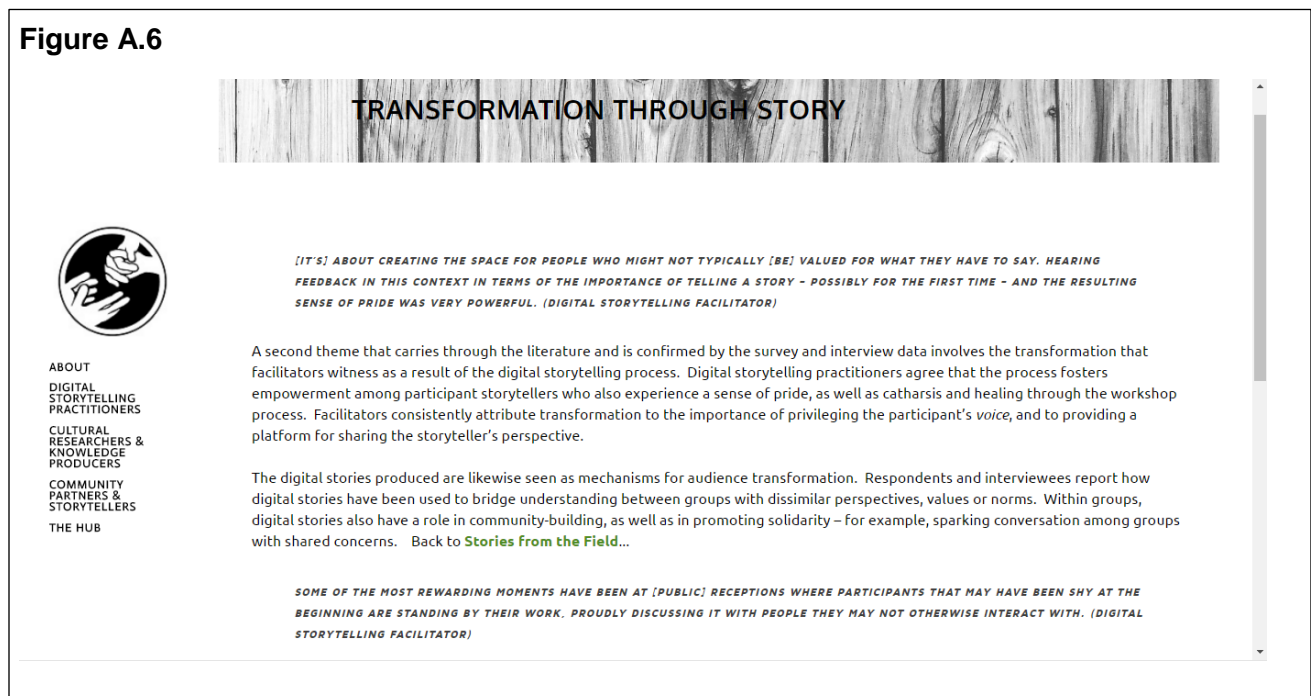 Figure A.6
TRANSFORMATION THROUGH STORY
[IT'S] ABOUT CREATING THE SPACE FOR PEOPLE WHO MIGHT NOT TYPICALLY [BE] VALUED FOR WHAT THEY HAVE TO SAY. HEARING
FEEDBACK IN THIS CONTEXT IN TERMS OF THE IMPORTANCE OF TELLING A STORY – POSSIBLY FOR THE FIRST TIME – AND THE RESULTING
SENSE OF PRIDE WAS VERY POWERFUL. (DIGITAL STORYTELLING FACILITATOR)
ABOUT
DIGITAL
STORYTELLING
PRACTITIONERS
CULTURAL
RESEARCHERS &
KNOWLEDGE
PRODUCERS
COMMUNITY
PARTNERS &
STORYTELLERS
THE HUB
A second theme that carries through the literature and is confirmed by the survey and interview data involves the transformation that
facilitators witness as a result of the digital storytelling process.  Digital storytelling practitioners agree that the process fosters
empowerment among participant storytellers who also experience a sense of pride, as well as catharsis and healing through the workshop
process.  Facilitators consistently attribute transformation to the importance of privileging the participant's voice, and to providing a
platform for sharing the storyteller's perspective.
The digital stories produced are likewise seen as mechanisms for audience transformation.  Respondents and interviewees report how
digital stories have been used to bridge understanding between groups with dissimilar perspectives, values or norms.  Within groups,
digital stories also have a role in community-building, as well as in promoting solidarity – for example, sparking conversation among groups
with shared concerns.    Back to Stories from the Field...
SOME OF THE MOST REWARDING MOMENTS HAVE BEEN AT [PUBLIC] RECEPTIONS WHERE PARTICIPANTS THAT MAY HAVE BEEN SHY AT THE
BEGINNING ARE STANDING BY THEIR WORK, PROUDLY DISCUSSING IT WITH PEOPLE THEY MAY NOT OTHERWISE INTERACT WITH. (DIGITAL
STORYTELLING FACILITATOR)